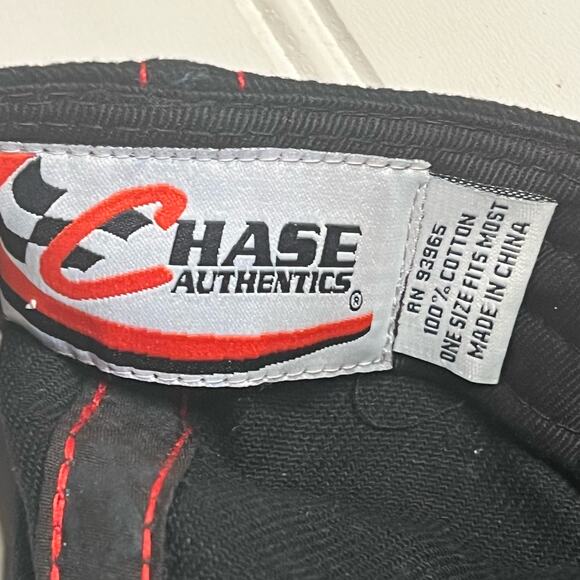 CHASE
AUTHENTICS®
RN 93965
100% COTTON
ONE SIZE FITS MOST
MADE IN CHINA